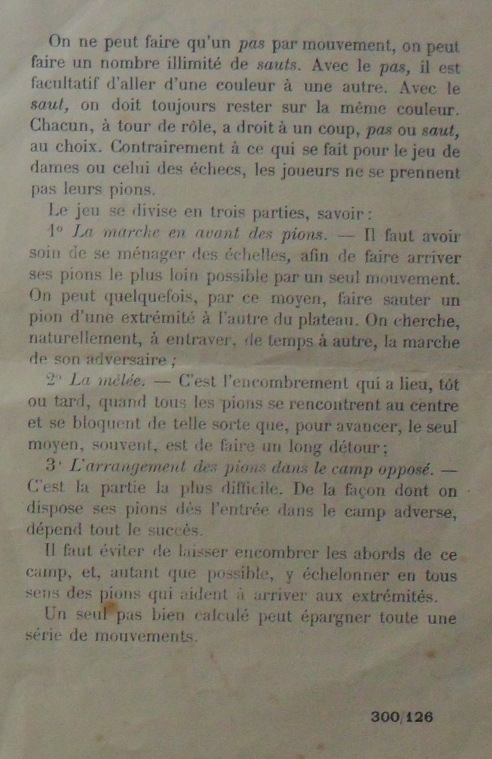 On ne peut faire qu'un pas par mouvement, on peut
faire un nombre illimité de sauts. Avec le pas, il est
facultatif d'aller d'une couleur à une autre. Avec le
saut, on doit toujours rester sur la même couleur.
Chacun, à tour de rôle, a droit à un coup, pas ou saut,
au choix. Contrairement à ce qui se fait pour le jeu de
dames ou celui des échecs, les joueurs ne se prennent
pas leurs pions.
Le jeu se divise en trois parties, savoir :
1° La marche en avant des pions. — Il faut avoir
soin de se ménager des échelles, afin de faire arriver
ses pions le plus loin possible par un seul mouvement.
On peut quelquefois, par ce moyen, faire sauter un
pion d'une extrémité à l'autre du plateau. On cherche,
naturellement, à entraver, de temps à autre, la marche
de son adversaire ;
2° La mêlée. — C'est l'encombrement qui a lieu, tôt
ou tard, quand tous les pions se rencontrent au centre
et se bloquent de telle sorte que, pour avancer, le seul
moyen, souvent, est de faire un long détour ;
3° L'arrangement des pions dans le camp opposé. —
C'est la partie la plus difficile. De la façon dont on
dispose ses pions dès l'entrée dans le camp adverse,
dépend tout le succès.
Il faut éviter de laisser encombrer les abords de ce
camp, et, autant que possible, y échelonner en tous
sens des pions qui aident à arriver aux extrémités.
Un seul pas bien calculé peut épargner toute une
série de mouvements.
300/126